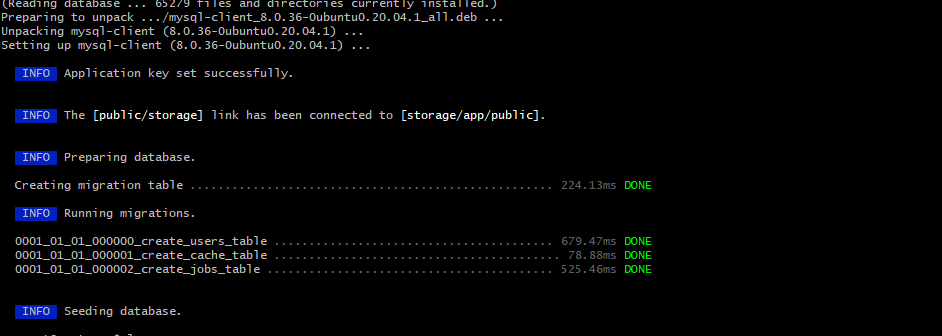 (Reading database ... 65279 files and directories currently installed.)
Preparing to unpack .../mysql-client_8.0.36-0ubuntu0.20.04.1_all.deb ...
Unpacking mysql-client (8.0.36-0ubuntu0.20.04.1) ...
Setting up mysql-client (8.0.36-0ubuntu0.20.04.1) ...
INFO Application key set successfully.
INFO The [public/storage] link has been connected to [storage/app/public].
INFO Preparing database.
Creating migration table .................................................... 224.13ms DONE
INFO Running migrations.
0001_01_01_000000_create_users_table ........................................ 679.47ms DONE
0001_01_01_000001_create_cache_table ......................................... 78.88ms DONE
0001_01_01_000002_create_jobs_table ......................................... 525.46ms DONE
INFO Seeding database.